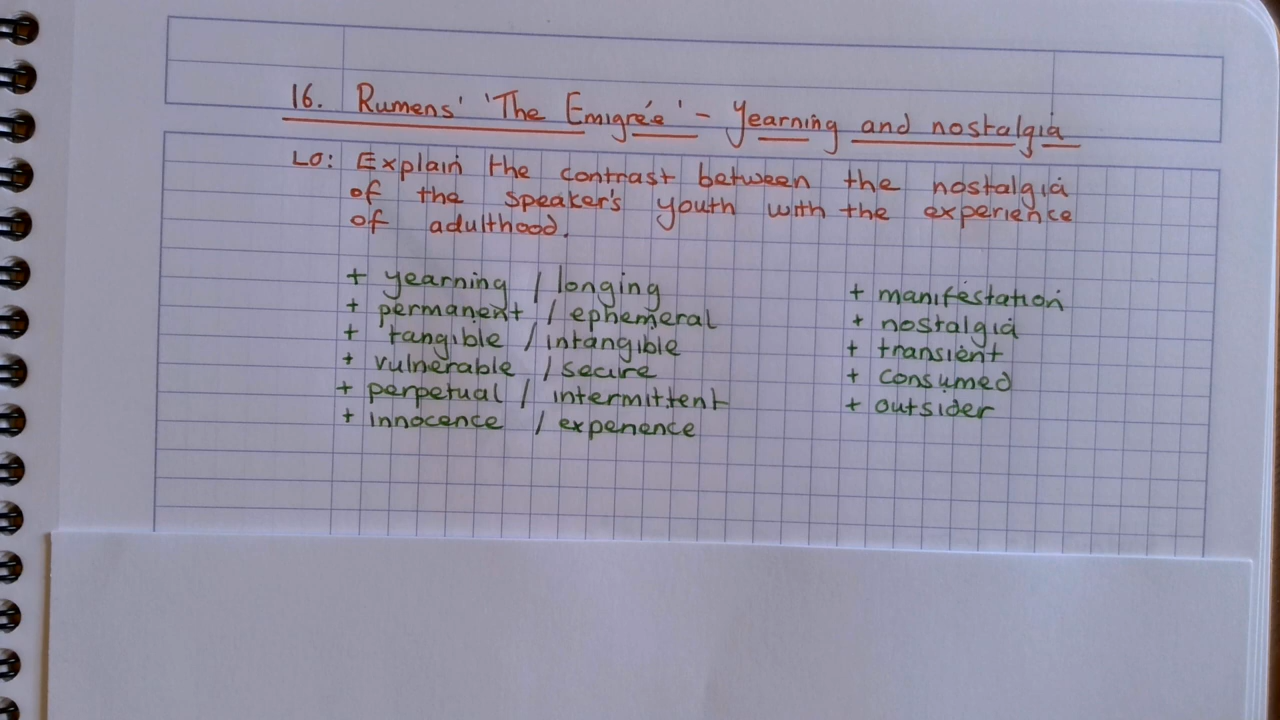 16. Rumens' 'The Emigrée' - Yearning and nostalgia
LO: Explain the contrast between the nostalgia
of the speaker's youth with the experience
of adulthood.
+ yearning / longing
+ permanent / ephemeral
+ tangible / intangible
+ vulnerable / secure
+ perpetual / intermittent
+ innocence / experience
+ manifestation
+ nostalgia
+ transient
+ consumed
+ outsider